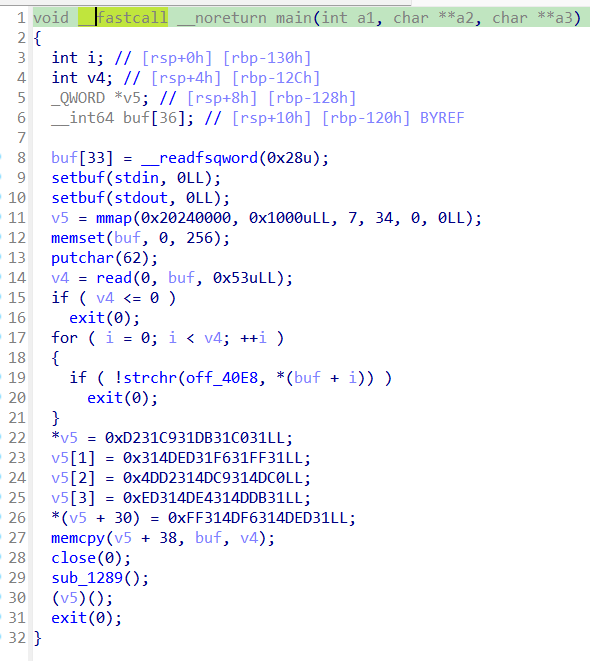 1 void __fastcall __noreturn main(int a1, char **a2, char **a3)
2 {
3 int i; // [rsp+0h] [rbp-130h]
4 int v4; // [rsp+4h] [rbp-12Ch]
5 _QWORD *v5; // [rsp+8h] [rbp-128h]
6 __int64 buf[36]; // [rsp+10h] [rbp-120h] BYREF
7
8 buf[33] = __readfsqword(0x28u);
9 setbuf(stdin, 0LL);
10 setbuf(stdout, 0LL);
11 v5 = mmap(0x20240000, 0x1000uLL, 7, 34, 0, 0LL);
12 memset(buf, 0, 256);
13 putchar(62);
14 v4 = read(0, buf, 0x53uLL);
15 if ( v4 <= 0 )
16 exit(0);
17 for ( i = 0; i < v4; ++i )
18 {
19 if ( !strchr(off_40E8, *(buf + i)) )
20 exit(0);
21 }
22 *v5 = 0xD231C931DB31C031LL;
23 v5[1] = 0x314DED31F631FF31LL;
24 v5[2] = 0x4DD2314DC9314DC0LL;
25 v5[3] = 0xED314DE4314DDB31LL;
26 *(v5 + 30) = 0xFF314DF6314DED31LL;
27 memcpy(v5 + 38, buf, v4);
28 close(0);
29 sub_1289();
30 (v5)();
31 exit(0);
32 }